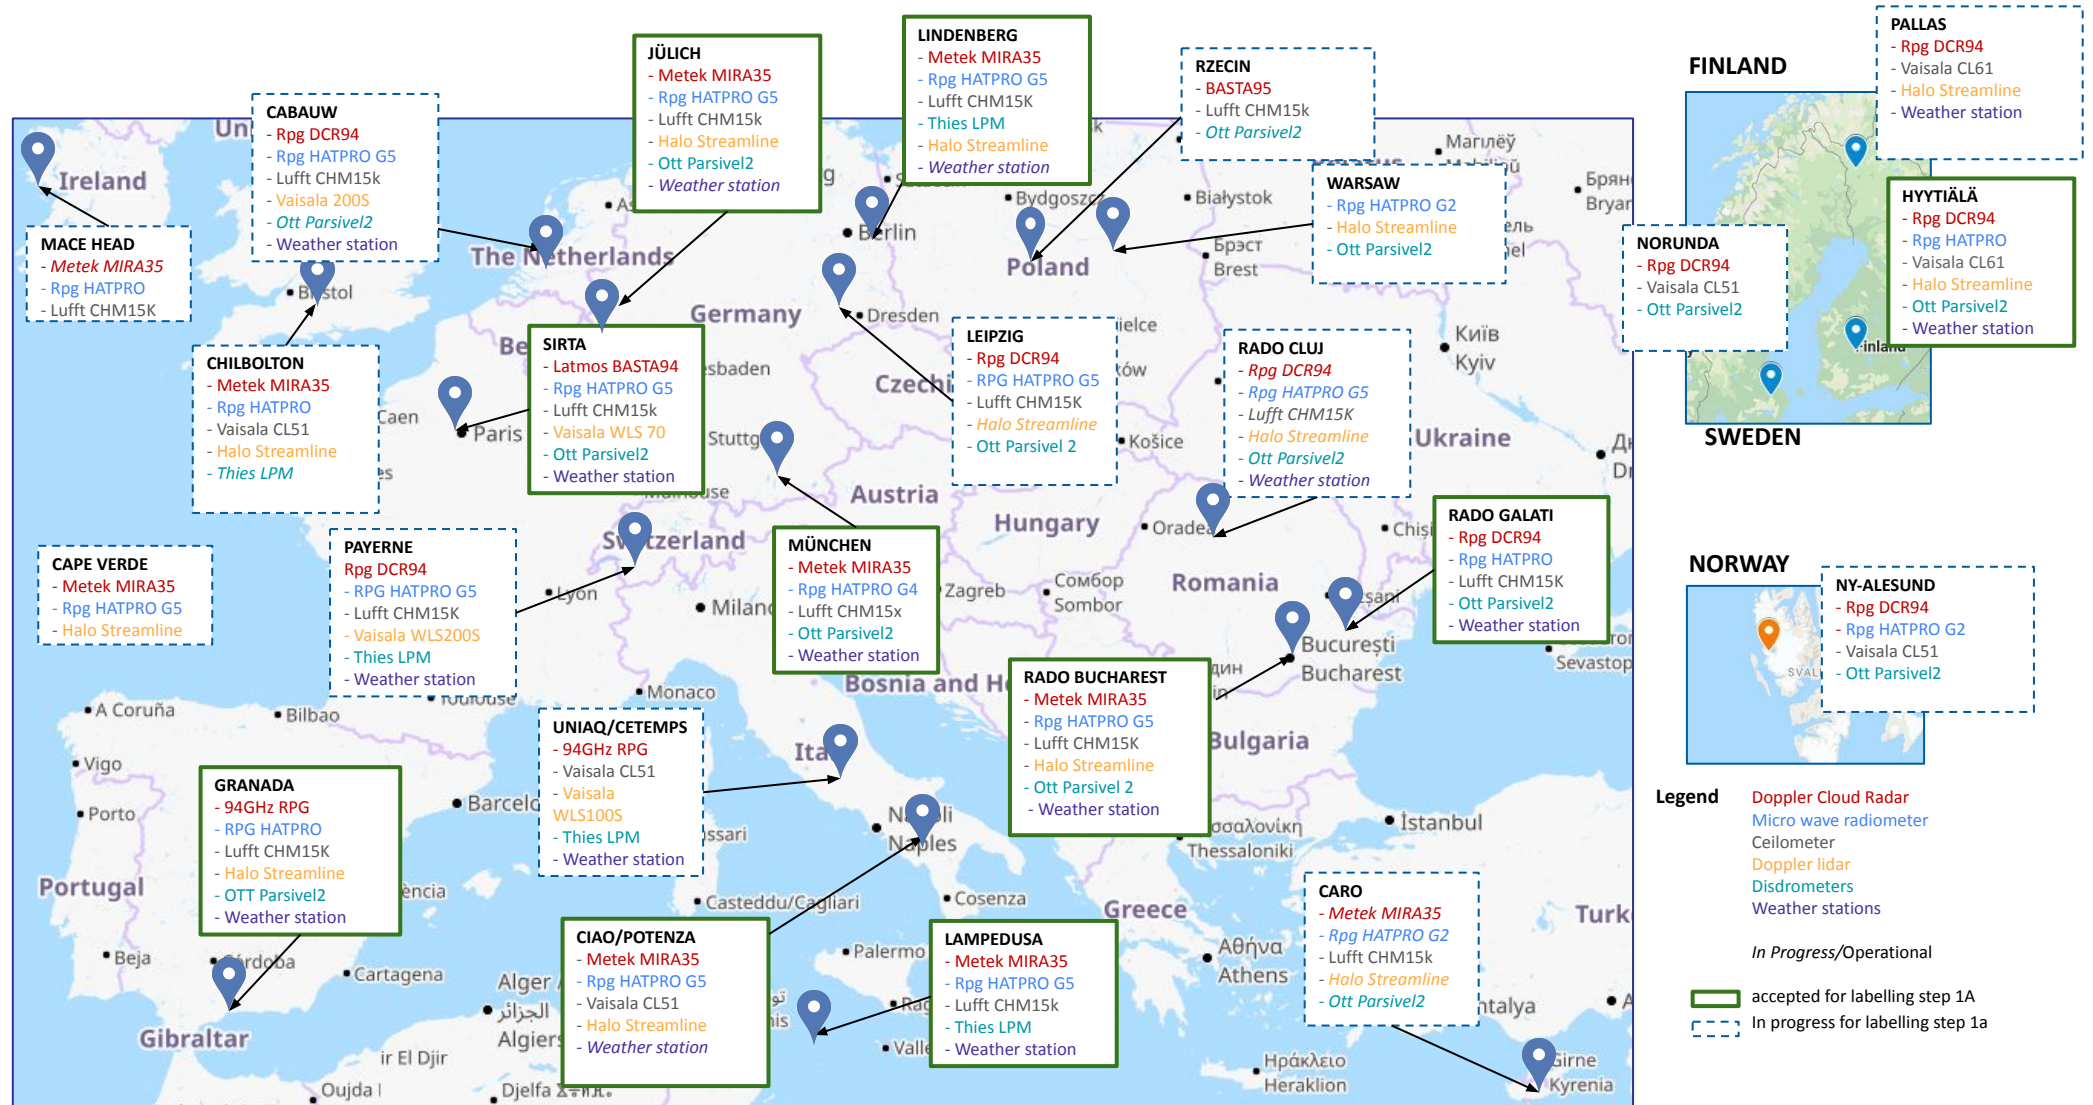 JÜLICH
- Metek MIRA35
- Rpg HATPRO G5
- Lufft CHM15k
- Halo Streamline
- Ott Parsivel2
- Weather station
LINDENBERG
- Metek MIRA35
- Rpg HATPRO G5
- Lufft CHM15K
- Thies LPM
- Halo Streamline
- Weather station
RZECIN
- BASTA95
- Lufft CHM15k
- Ott Parsivel2
PALLAS
- Rpg DCR94
- Vaisala CL61
- Halo Streamline
- Weather station
FINLAND
CABAUW
- Rpg DCR94
- Rpg HATPRO G5
- Lufft CHM15k
- Vaisala 200S
- Ott Parsivel2
- Weather station
WARSAW
- Rpg HATPRO G2
- Halo Streamline
- Ott Parsivel2
HYYTIÄLÄ
- Rpg DCR94
- Rpg HATPRO
- Vaisala CL61
- Halo Streamline
- Ott Parsivel2
- Weather station
NORUNDA
- Rpg DCR94
- Vaisala CL51
- Ott Parsivel2
MACE HEAD
- Metek MIRA35
- Rpg HATPRO
- Lufft CHM15K
CHILBOLTON
- Metek MIRA35
- Rpg HATPRO
- Vaisala CL51
- Halo Streamline
- Thies LPM
SIRTA
- Latmos BASTA94
- Rpg HATPRO G5
- Lufft CHM15k
- Vaisala WLS 70
- Ott Parsivel2
- Weather station
LEIPZIG
- Rpg DCR94
- RPG HATPRO G5
- Lufft CHM15K
- Halo Streamline
- Ott Parsivel 2
RADO CLUJ
- Rpg DCR94
- Rpg HATPRO G5
- Lufft CHM15K
- Halo Streamline
- Ott Parsivel2
- Weather station
SWEDEN
CAPE VERDE
- Metek MIRA35
- Rpg HATPRO G5
- Halo Streamline
PAYERNE
Rpg DCR94
- RPG HATPRO G5
- Lufft CHM15K
- Vaisala WLS200S
- Thies LPM
- Weather station
MÜNCHEN
- Metek MIRA35
- Rpg HATPRO G4
- Lufft CHM15x
- Ott Parsivel2
- Weather station
RADO GALATI
- Rpg DCR94
- Rpg HATPRO
- Lufft CHM15K
- Ott Parsivel2
- Weather station
NORWAY
NY-ALESUND
- Rpg DCR94
- Rpg HATPRO G2
- Vaisala CL51
- Ott Parsivel2
RADO BUCHAREST
- Metek MIRA35
- Rpg HATPRO G5
- Lufft CHM15K
- Halo Streamline
- Ott Parsivel 2
- Weather station
UNIAQ/CETEMPS
- 94GHz RPG
- Vaisala CL51
- Vaisala
WLS100S
- Thies LPM
- Weather station
GRANADA
- 94GHz RPG
- RPG HATPRO
- Lufft CHM15K
- Halo Streamline
- OTT Parsivel2
- Weather station
CIAO/POTENZA
- Metek MIRA35
- Rpg HATPRO G5
- Vaisala CL51
- Halo Streamline
- Weather station
LAMPEDUSA
- Metek MIRA35
- Rpg HATPRO G5
- Lufft CHM15k
- Thies LPM
- Weather station
CARO
- Metek MIRA35
- Rpg HATPRO G2
- Lufft CHM15k
- Halo Streamline
- Ott Parsivel2
Legend
Doppler Cloud Radar
Micro wave radiometer
Ceilometer
Doppler lidar
Disdrometers
Weather stations
In Progress/Operational
accepted for labelling step 1A
In progress for labelling step 1a
Ireland
Bristol
The Netherlands
Germany
Berlin
Dresden
Bydgoszcz
Białystok
Poland
Брэст
Brest
Магілёў
Київ
Kyiv
Ukraine
Caen
Paris
Austria
Košice
Hungary
Oradea
Romania
Switzerland
Lyon
Milano
Zagreb
Сомбор
Sombor
București
Bucharest
Monaco
Bulgaria
A Coruña
Bilbao
Vigo
Porto
Portugal
Beja
Cartagena
Gibraltar
Naples
Cosenza
Casteddu/Cagliari
Palermo
Thessaloniki
İstanbul
Greece
Αθήνα
Athens
Ηράκλειο
Heraklion
Girne
Kyrenia
الجزائر
Oujda
Djelfa
ir El Djir
Finland